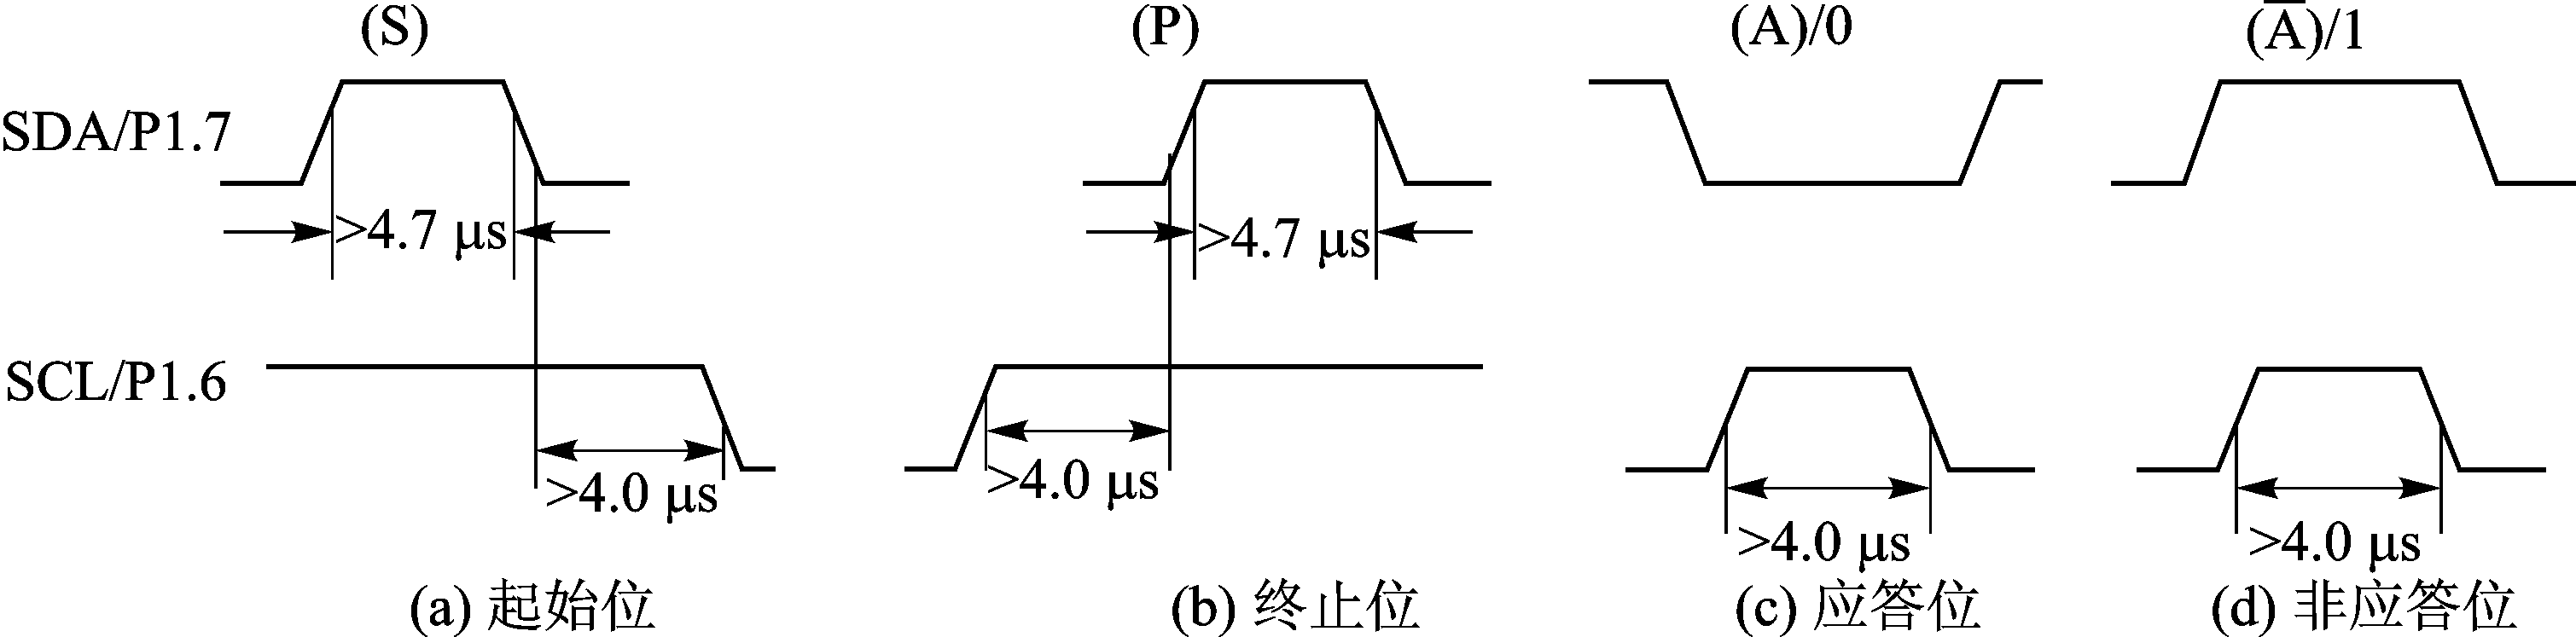 (S)
(P)
(A)/0
(A̅)/1
SDA/P1.7
>4.7 μs
>4.7 μs
SCL/P1.6
>4.0 μs
>4.0 μs
>4.0 μs
>4.0 μs
(a) 起始位
(b) 终止位
(c) 应答位
(d) 非应答位